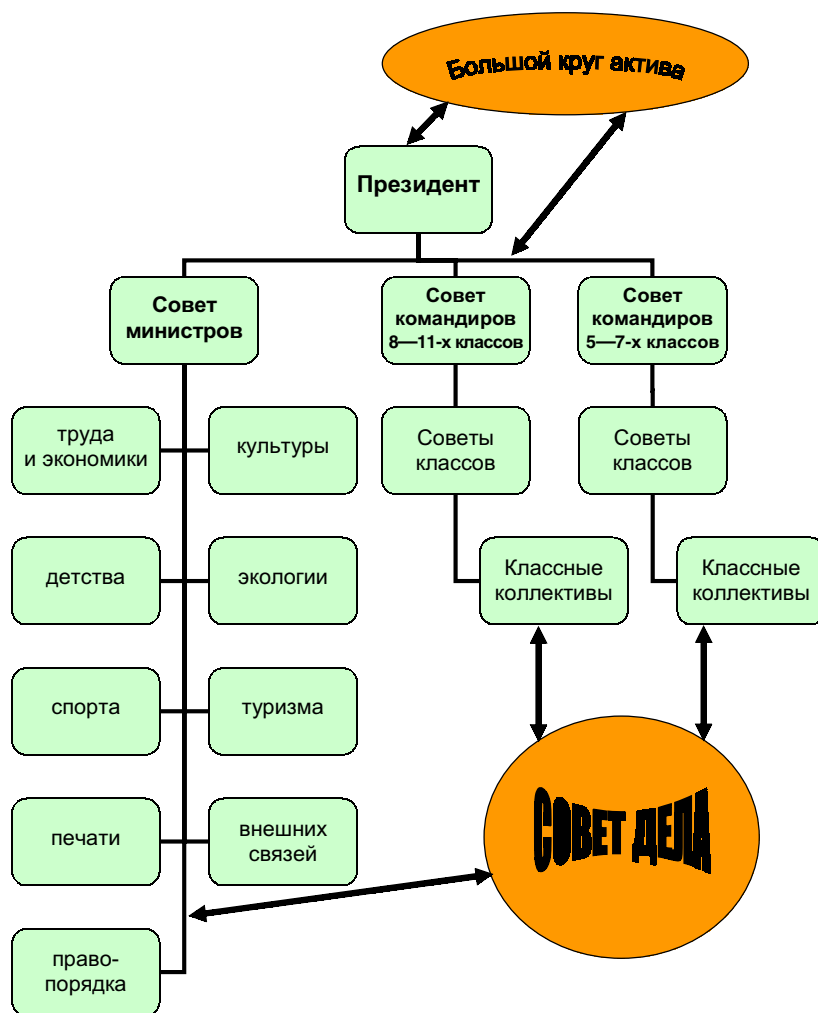 Большой круг актива
Президент
Совет
министров
Совет
командиров
8—11-х классов
Совет
командиров
5—7-х классов
труда
и экономики
культуры
Советы
классов
Советы
классов
детства
экологии
Классные
коллективы
Классные
коллективы
спорта
туризма
печати
внешних
связей
СОВЕТ ДЕЛА
право-
порядка